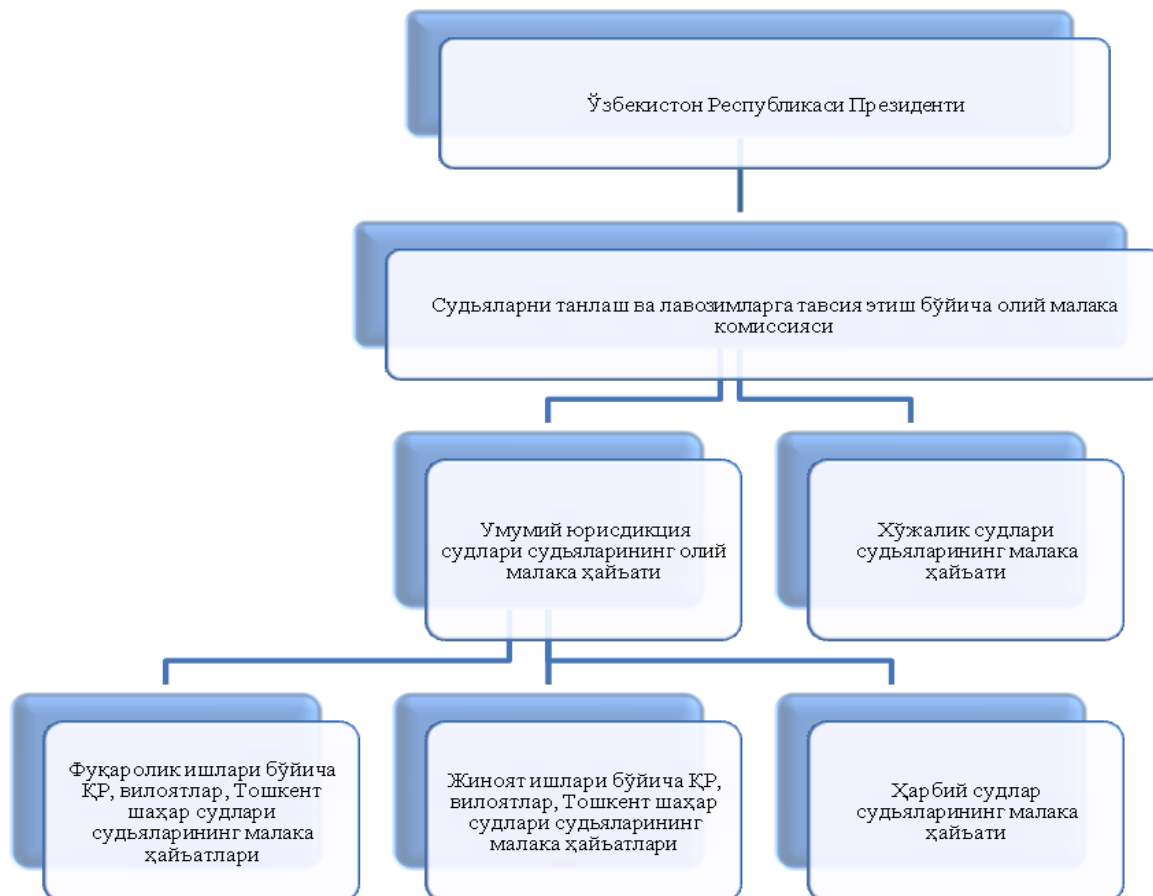 Ўзбекистон Республикаси Президенти
Судьяларни танлаш ва лавозимларга тавсия этиш бўйича олий малака
комиссияси
Умумий юрисдикция
судлари судьяларининг олий
малака ҳайъати
Хўжалик судлари
судьяларининг малака
ҳайъати
Фуқаролик ишлари бўйича
ҚР, вилоятлар, Тошкент
шаҳар судлари
судьяларининг малака
ҳайъатлари
Жиноят ишлари бўйича ҚР,
вилоятлар, Тошкент шаҳар
судлари судьяларининг
малака ҳайъатлари
Ҳарбий судлар
судьяларининг малака
ҳайъати